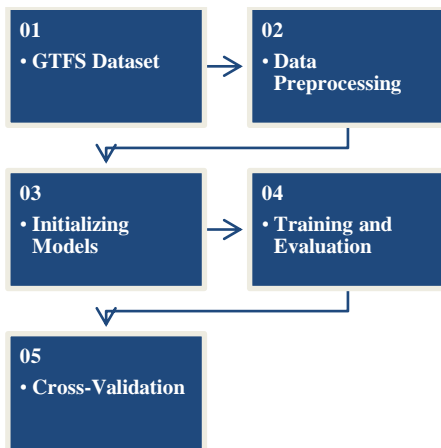 01
• GTFS Dataset
02
• Data
Preprocessing
03
• Initializing
Models
04
• Training and
Evaluation
05
• Cross-Validation